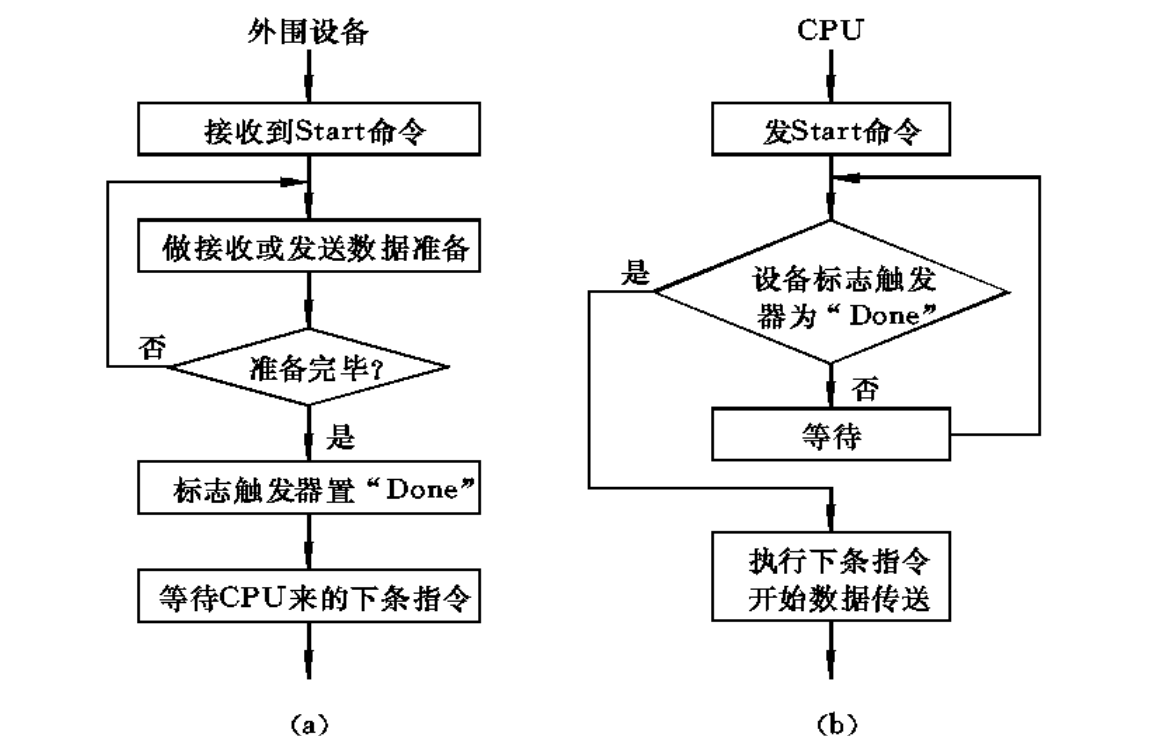 外围设备
接收到Start命令
做接收或发送数据准备
否
准备完毕?
是
标志触发器置“Done”
等待CPU来的下条指令
(a)
CPU
发Start命令
是
设备标志触发
器为“Done”
否
等待
执行下条指令
开始数据传送
(b)